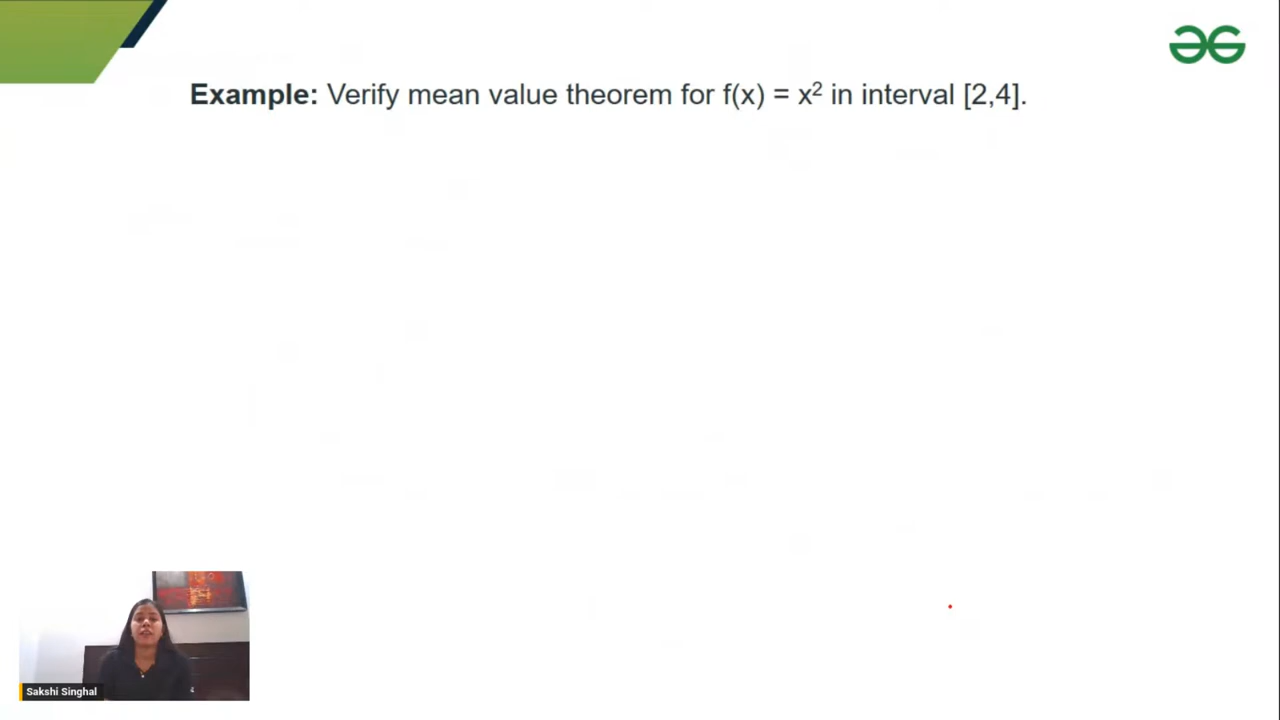 Example: Verify mean value theorem for f(x) = x² in interval [2,4].
Sakshi Singhal